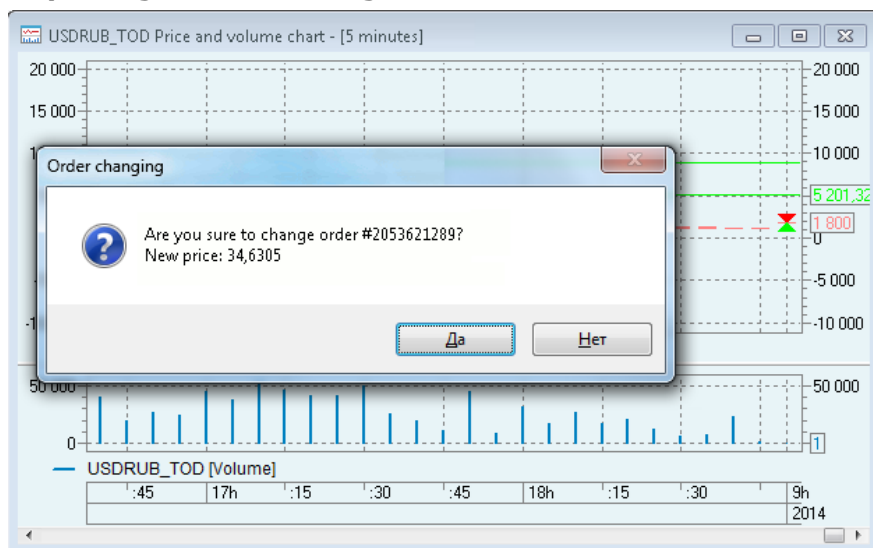 USDRUB_TOD Price and volume chart - [5 minutes]
20 000
20 000
15 000
15 000
10 000
Order changing
5 201,32
Are you sure to change order #2053621289?
New price: 34,6305
1 800
0
-5 000
-10 000
Да
Нет
50 000
50 000
0
1
USDRUB_TOD [Volume]
':45 17h ':15 ':30 ':45 18h ':15 ':30 9h
2014